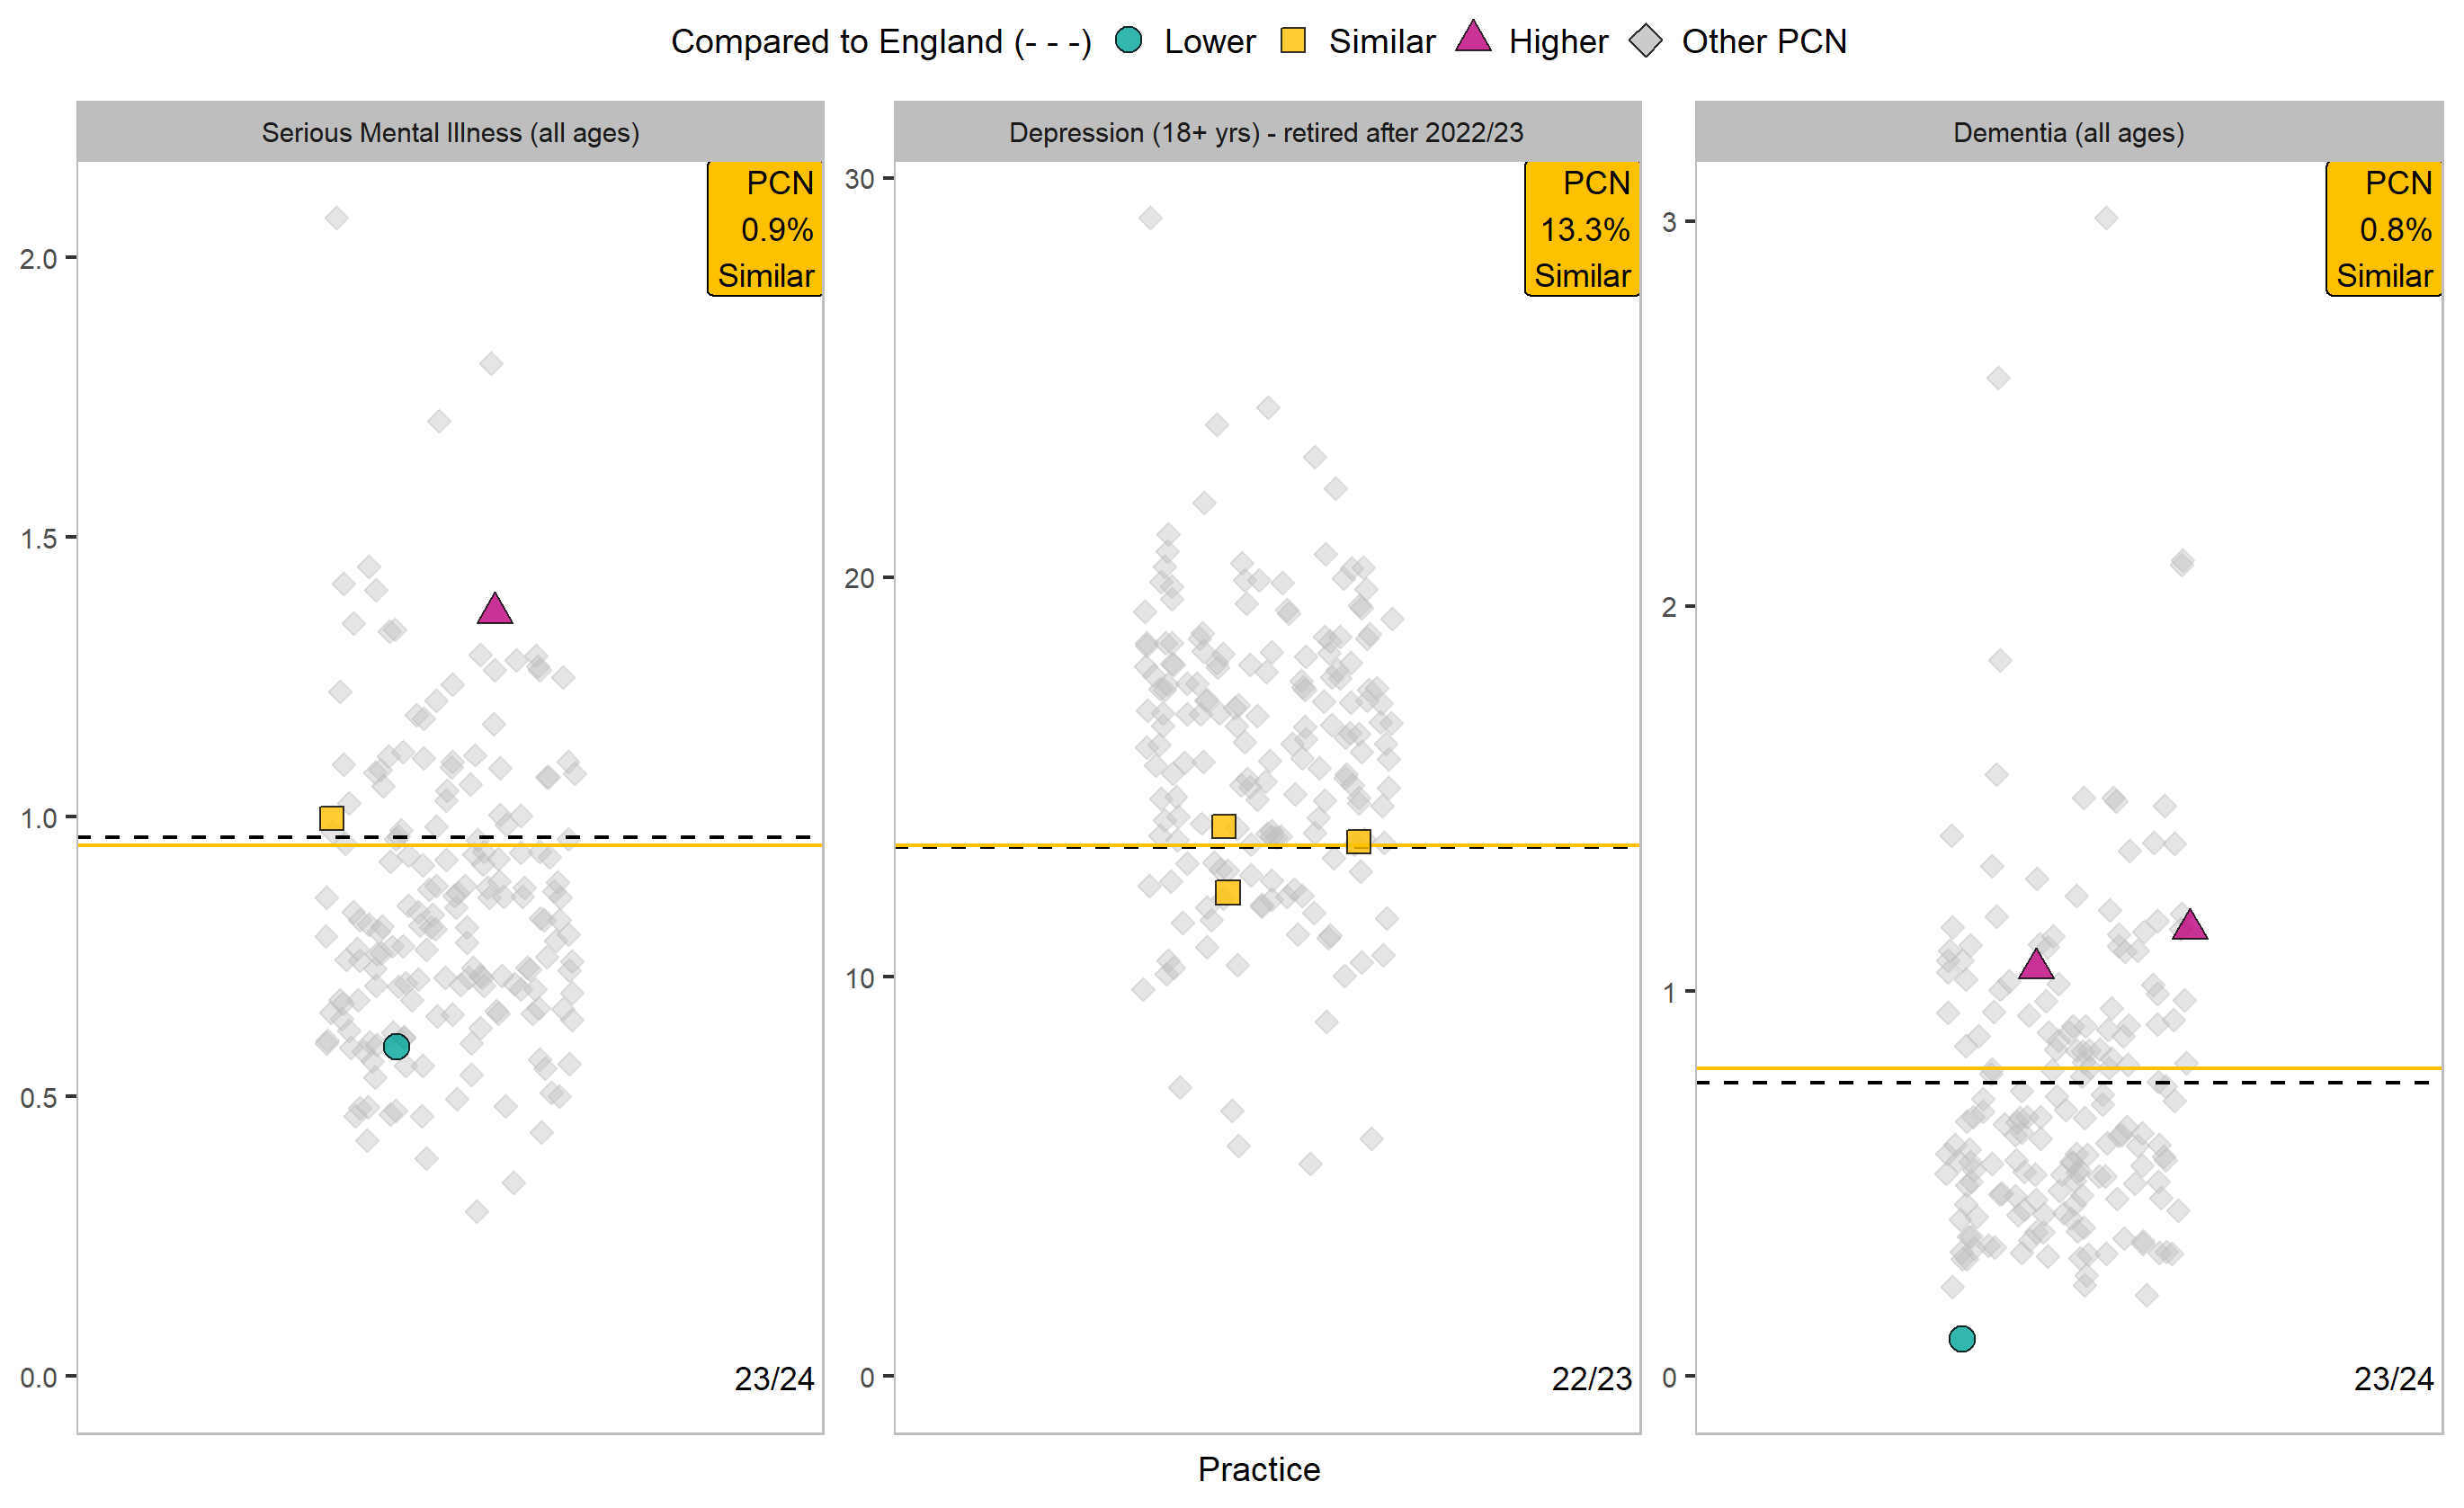 Compared to England (- - -) Lower Similar Higher Other PCN
Serious Mental Illness (all ages)
PCN
0.9%
Similar
2.0
1.5
1.0
0.5
0.0
23/24
Depression (18+ yrs) - retired after 2022/23
PCN
13.3%
Similar
30
20
10
0
22/23
Dementia (all ages)
PCN
0.8%
Similar
3
2
1
0
23/24
Practice